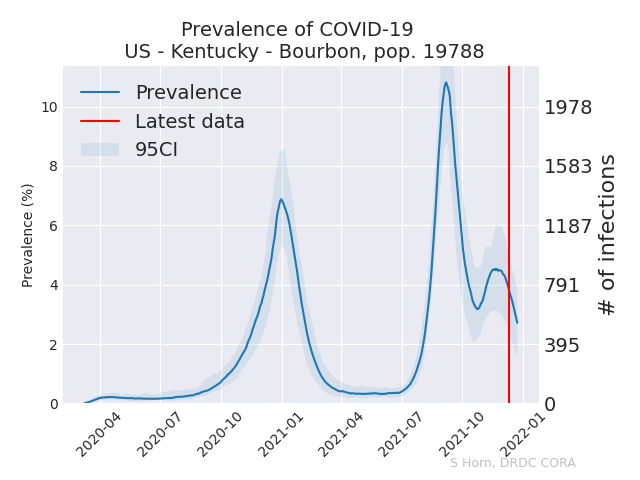 Prevalence of COVID-19
US - Kentucky - Bourbon, pop. 19788
Prevalence
Latest data
95CI
Prevalence (%)
10
8
6
4
2
0
1978
1583
1187
791
395
0
# of infections
2020-04
2020-07
2020-10
2021-01
2021-04
2021-07
2021-10
2022-01
S Horn, DRDC CORA